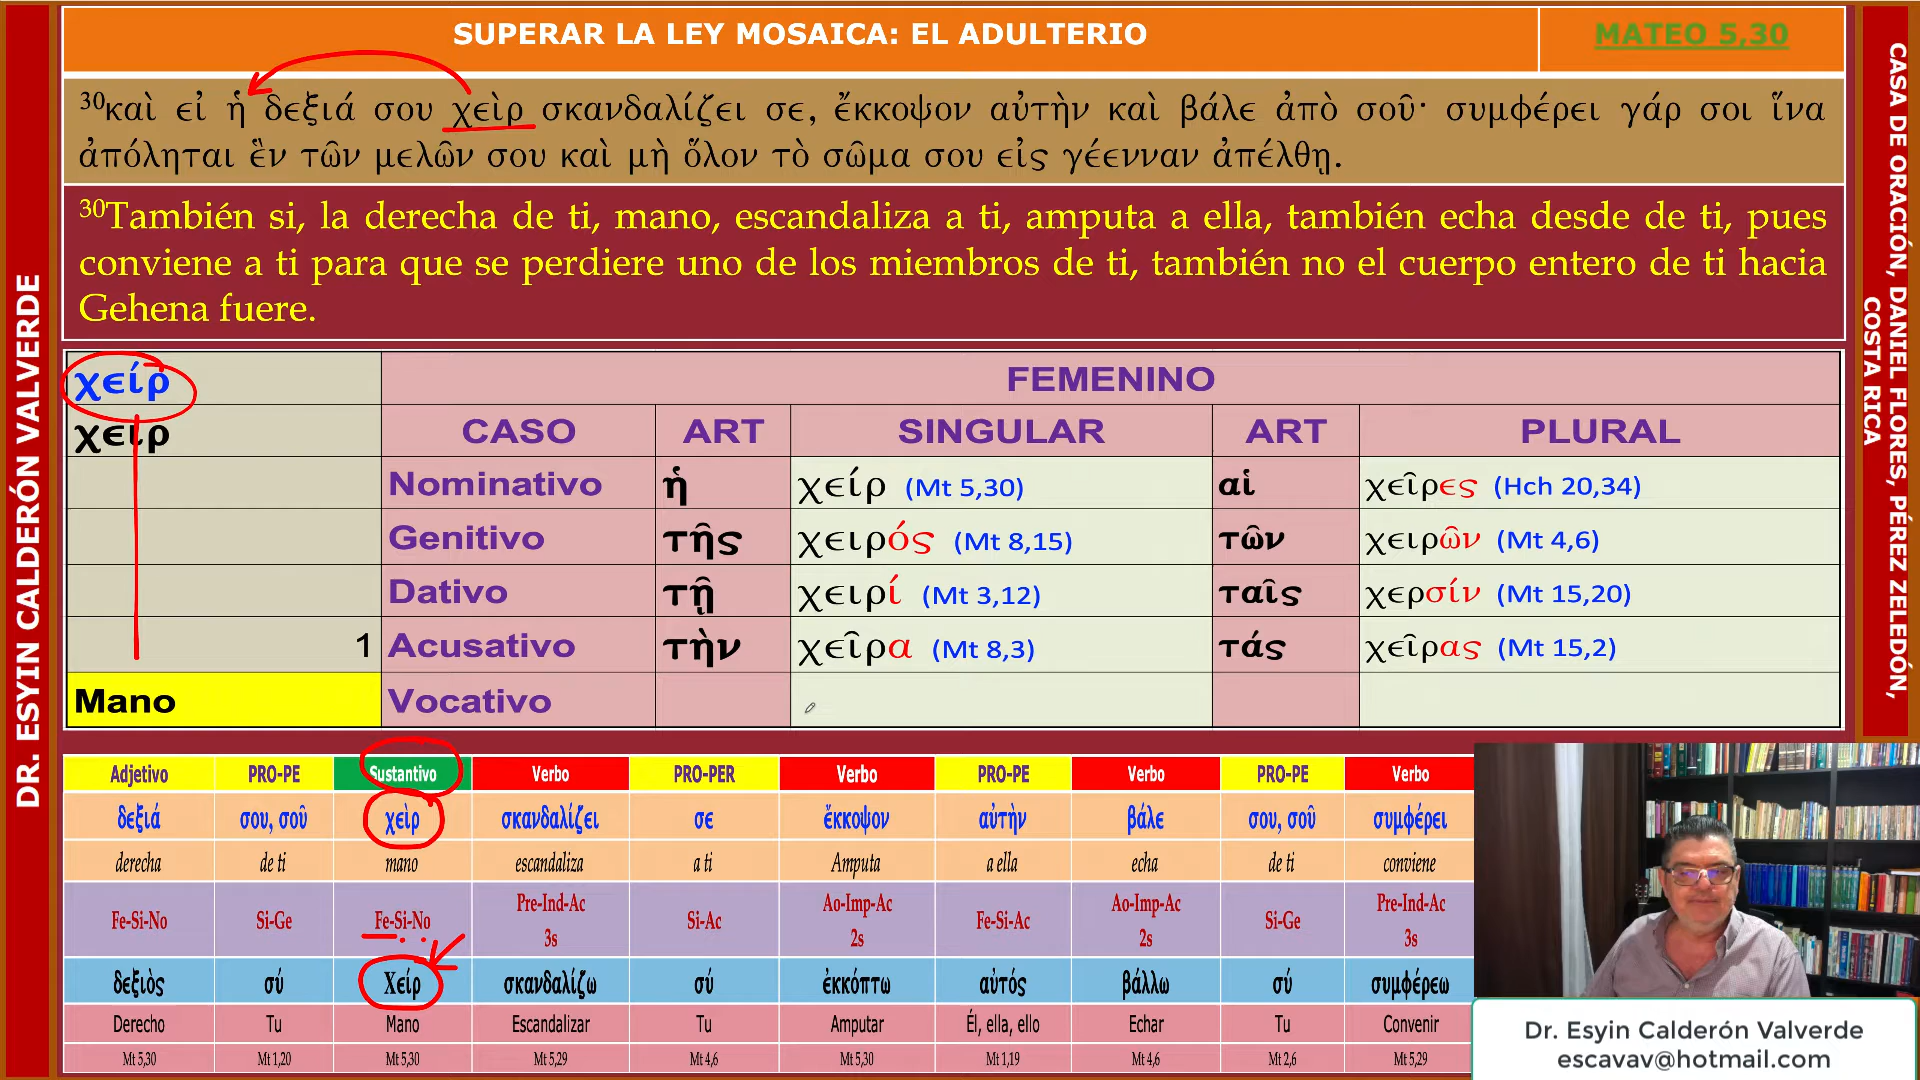 SUPERAR LA LEY MOSAICA: EL ADULTERIO
MATEO 5,30
³⁰καὶ εἰ ἡ δεξιά σου χεὶρ σκανδαλίζει σε, ἔκκοψον αὐτὴν καὶ βάλε ἀπὸ σοῦ· συμφέρει γάρ σοι ἵνα
ἀπόληται ἓν τῶν μελῶν σου καὶ μὴ ὅλον τὸ σῶμα σου εἰς γέενναν ἀπέλθῃ.
³⁰También si, la derecha de ti, mano, escandaliza a ti, amputa a ella, también echa desde de ti, pues
conviene a ti para que se perdiere uno de los miembros de ti, también no el cuerpo entero de ti hacia
Gehena fuere.
χείρ FEMENINO
χειρ CASO ART SINGULAR ART PLURAL
Nominativo ἡ χείρ (Mt 5,30) αἱ χεῖρες (Hch 20,34)
Genitivo τῆς χειρός (Mt 8,15) τῶν χειρῶν (Mt 4,6)
Dativo τῇ χειρί (Mt 3,12) ταῖς χερσίν (Mt 15,20)
1 Acusativo τὴν χεῖρα (Mt 8,3) τάς χεῖρας (Mt 15,2)
Mano Vocativo
Adjetivo PRO-PE Sustantivo Verbo PRO-PER Verbo PRO-PE Verbo PRO-PE Verbo
δεξιά σου, σοῦ χεὶρ σκανδαλίζει σε ἔκκοψον αὐτὴν βάλε σου, σοῦ συμφέρει
derecha de ti mano escandaliza a ti Amputa a ella echa de ti conviene
Fe-Si-No Si-Ge Fe-Si-No Pre-Ind-Ac 3s Si-Ac Ao-Imp-Ac 2s Fe-Si-Ac Ao-Imp-Ac 2s Si-Ge Pre-Ind-Ac 3s
δεξιὸς σύ Χείρ σκανδαλίζω σύ ἐκκόπτω αὐτός βάλλω σύ συμφέρεω
Derecho Tu Mano Escandalizar Tu Amputar Él, ella, ello Echar Tu Convenir
Mt 5,30 Mt 1,20 Mt 5,30 Mt 5,29 Mt 4,6 Mt 5,30 Mt 1,19 Mt 4,6 Mt 2,6 Mt 5,29
DR. ESYIN CALDERÓN VALVERDE
CASA DE ORACIÓN, DANIEL FLORES, PÉREZ ZELEDÓN,
COSTA RICA
Dr. Esyin Calderón Valverde
escavav@hotmail.com